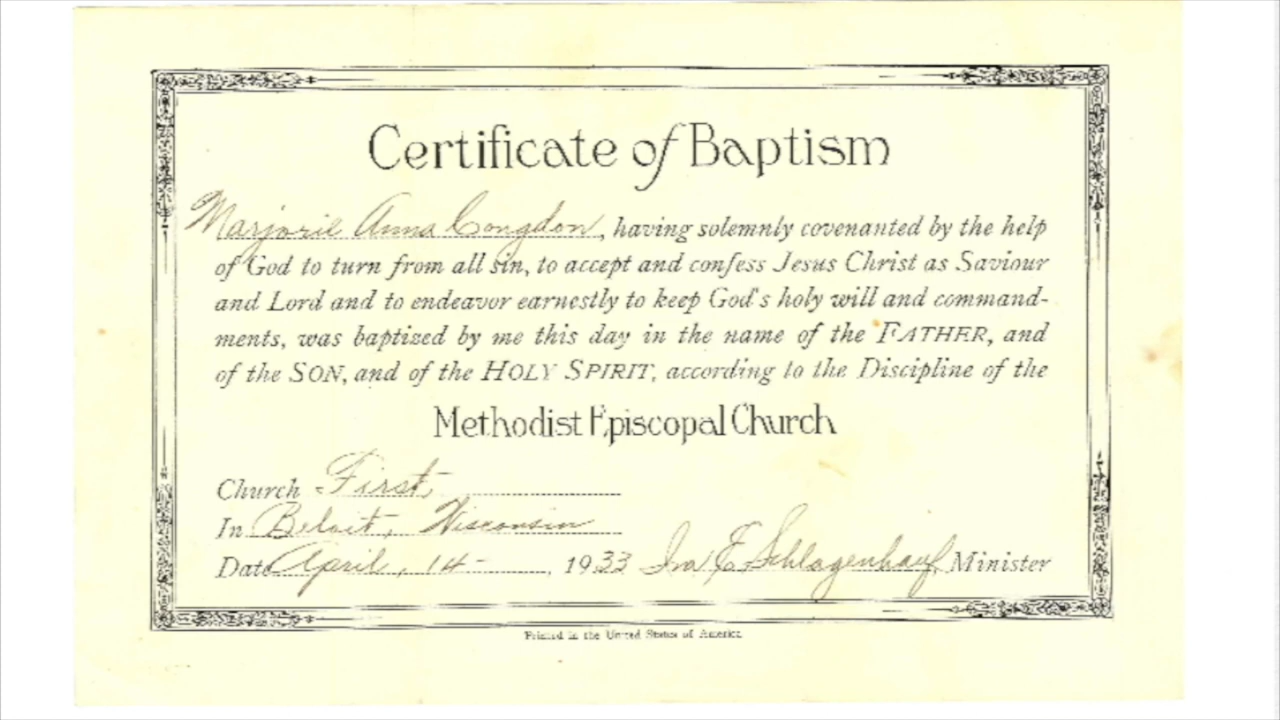 Certificate of Baptism
Marjorie Anna Congdon, having solemnly covenanted by the help
of God to turn from all sin, to accept and confess Jesus Christ as Saviour
and Lord and to endeavor earnestly to keep God's holy will and command-
ments, was baptized by me this day in the name of the FATHER, and
of the SON, and of the HOLY SPIRIT, according to the Discipline of the
Methodist Episcopal Church
Church First,
In Beloit, Wisconsin
Date April, 14-, 1933 Ira E. Schlagenhauf, Minister
Printed in the United States of America